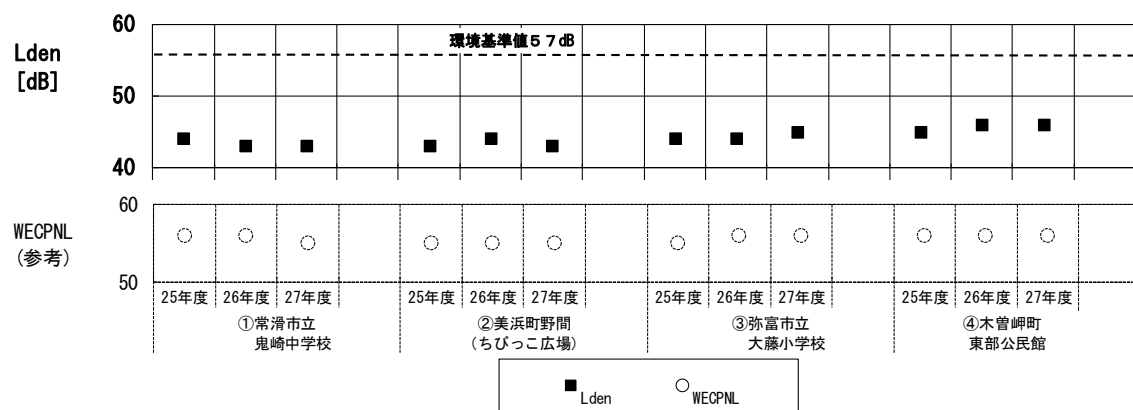 60
Lden
[dB]
環境基準値57dB
50
40
60
WECPNL
(参考)
50
25年度 26年度 27年度 25年度 26年度 27年度 25年度 26年度 27年度 25年度 26年度 27年度
①常滑市立 ②美浜町野間 ③弥富市立 ④木曽岬町
鬼崎中学校 (ちびっこ広場) 大藤小学校 東部公民館
Lden WECPNL